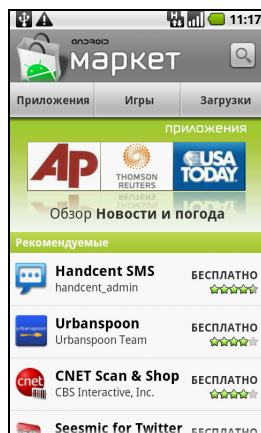 11:17
android
маркет
Приложения Игры Загрузки
приложения
AP THOMSON REUTERS USA TODAY
Обзор Новости и погода
Рекомендуемые
Handcent SMS БЕСПЛАТНО
handcent_admin
Urbanspoon БЕСПЛАТНО
Urbanspoon Team
CNET Scan & Shop БЕСПЛАТНО
CBS Interactive, Inc.
Seesmic for Twitter БЕСПЛАТНО